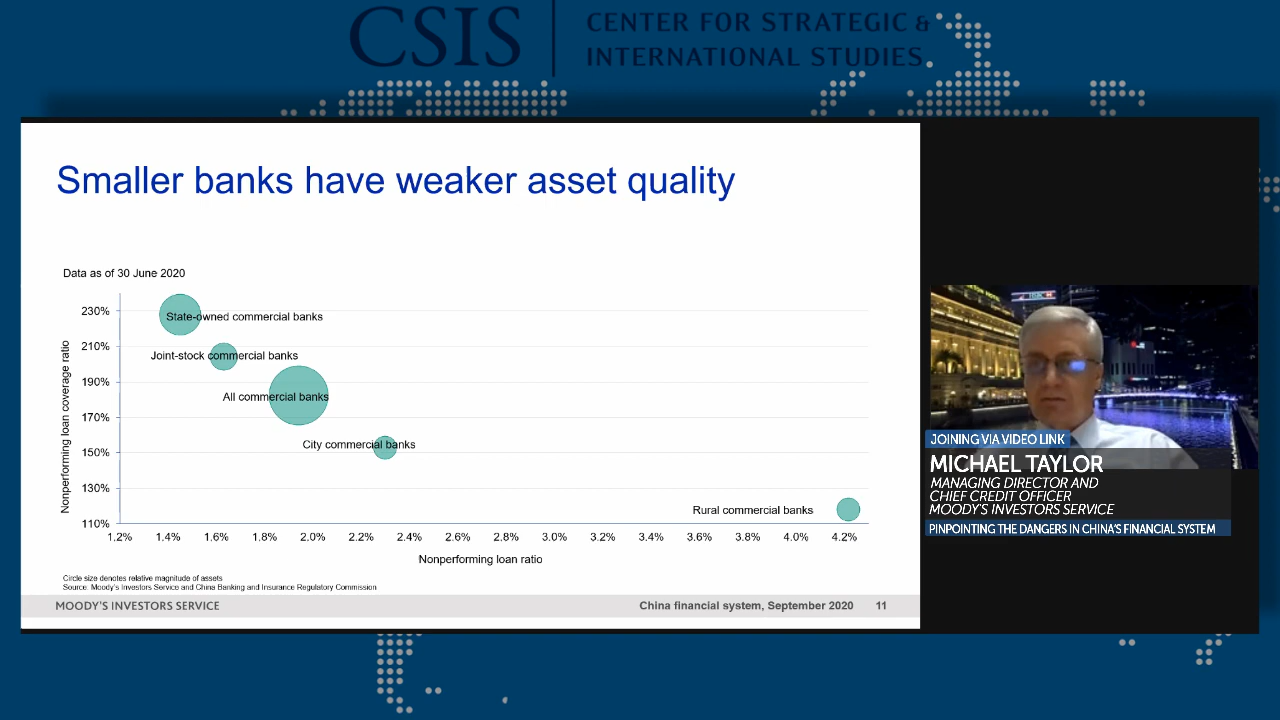 CSIS
CENTER FOR STRATEGIC &
INTERNATIONAL STUDIES
Smaller banks have weaker asset quality
Data as of 30 June 2020
Nonperforming loan coverage ratio
230%
210%
190%
170%
150%
130%
110%
State-owned commercial banks
Joint-stock commercial banks
All commercial banks
City commercial banks
Rural commercial banks
1.2% 1.4% 1.6% 1.8% 2.0% 2.2% 2.4% 2.6% 2.8% 3.0% 3.2% 3.4% 3.6% 3.8% 4.0% 4.2%
Nonperforming loan ratio
Circle size denotes relative magnitude of assets
Source: Moody's Investors Service and China Banking and Insurance Regulatory Commission
MOODY'S INVESTORS SERVICE
China financial system, September 2020 11
JOINING VIA VIDEO LINK
MICHAEL TAYLOR
MANAGING DIRECTOR AND
CHIEF CREDIT OFFICER
MOODY'S INVESTORS SERVICE
PINPOINTING THE DANGERS IN CHINA'S FINANCIAL SYSTEM